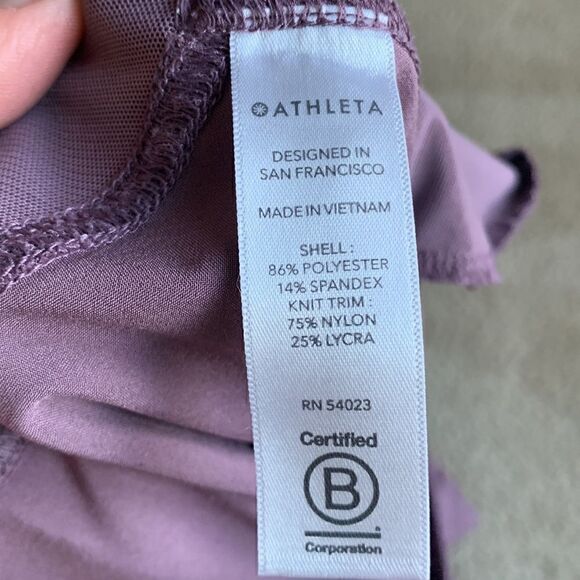 ATHLETA
DESIGNED IN
SAN FRANCISCO
MADE IN VIETNAM
SHELL :
86% POLYESTER
14% SPANDEX
KNIT TRIM :
75% NYLON
25% LYCRA
RN 54023
Certified
B
Corporation